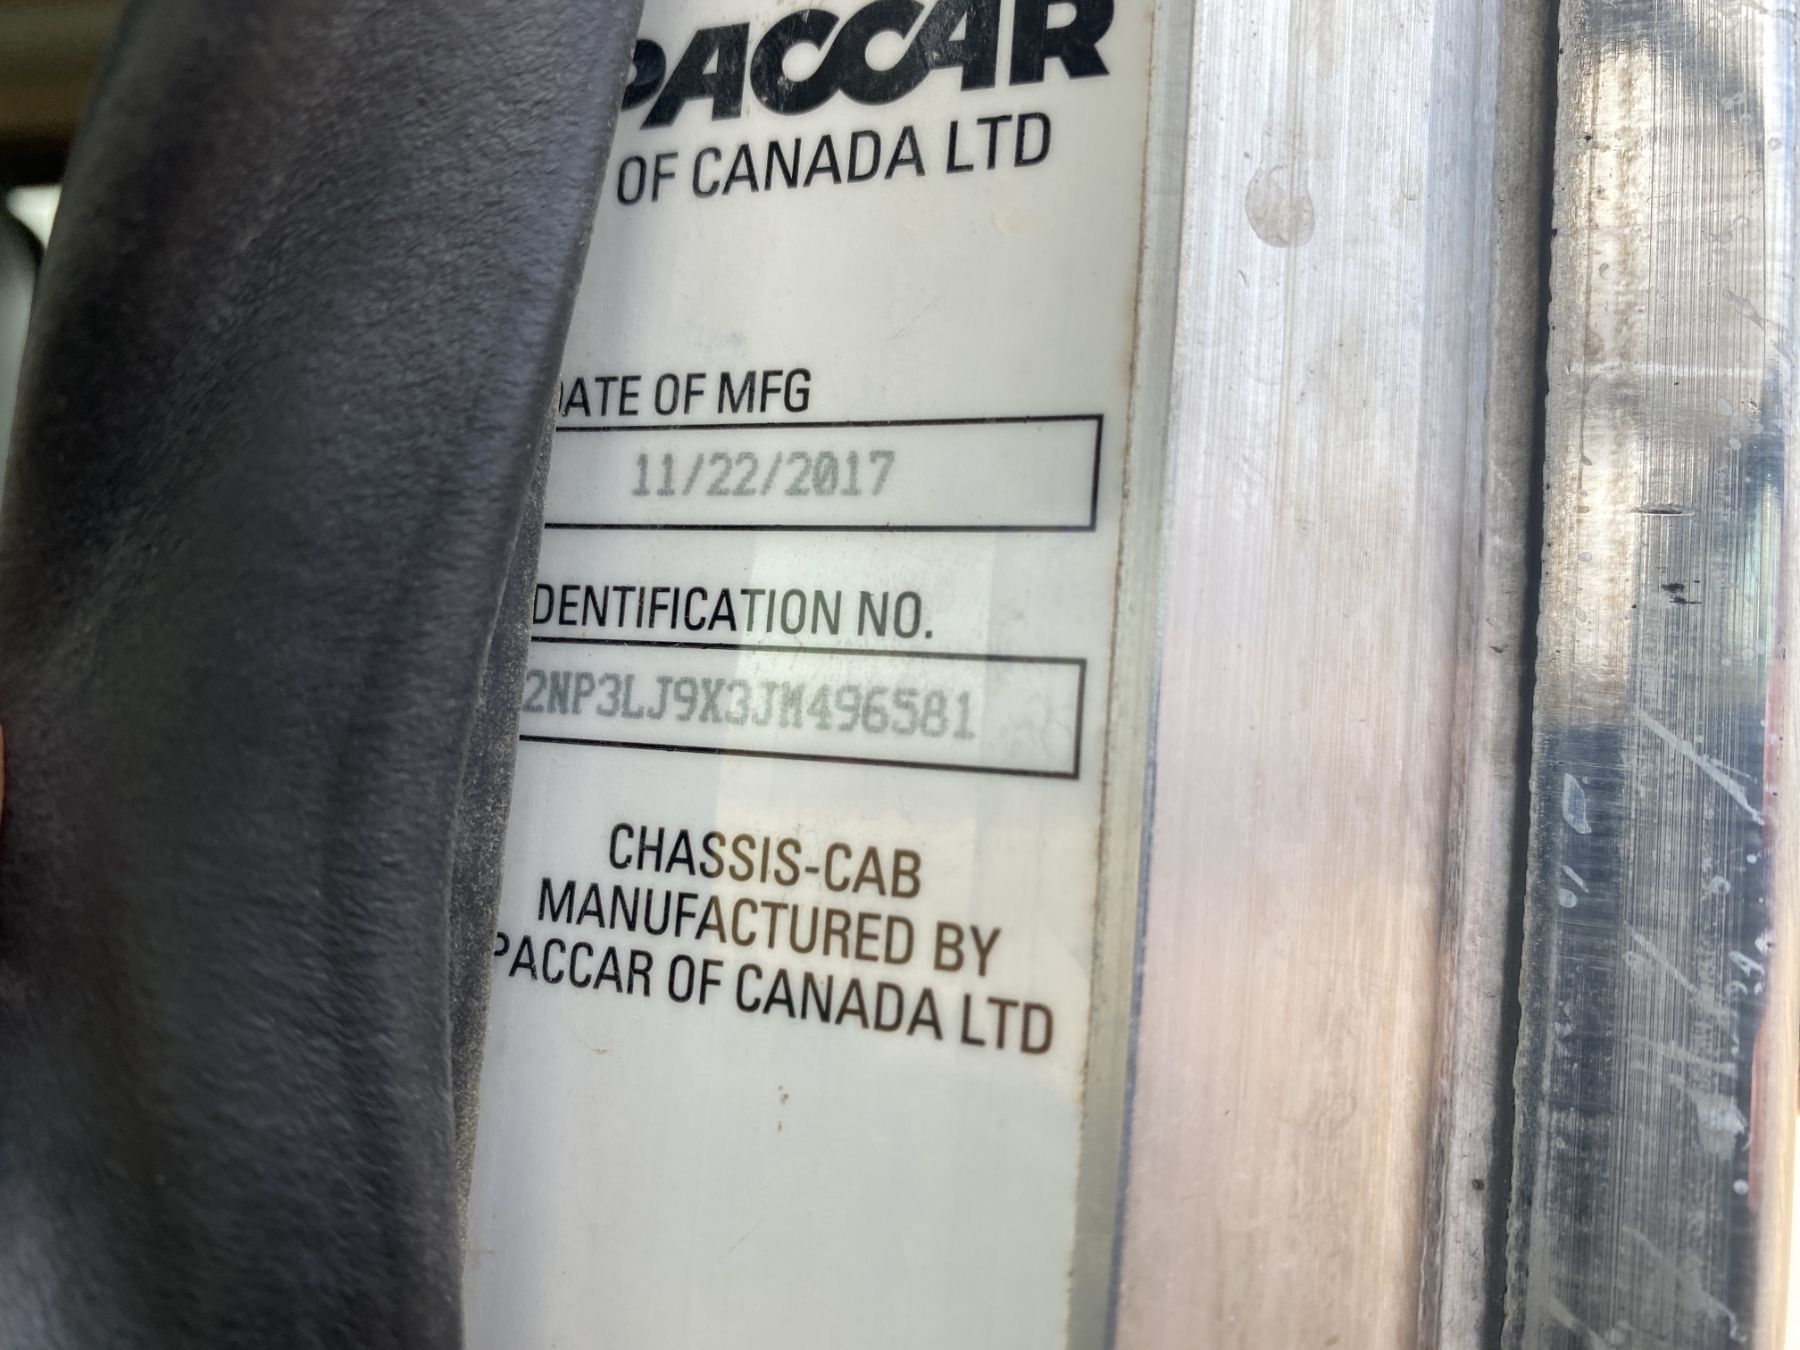 PACCAR
OF CANADA LTD
DATE OF MFG
11/22/2017
IDENTIFICATION NO.
2NP3LJ9X3JM496581
CHASSIS-CAB
MANUFACTURED BY
PACCAR OF CANADA LTD